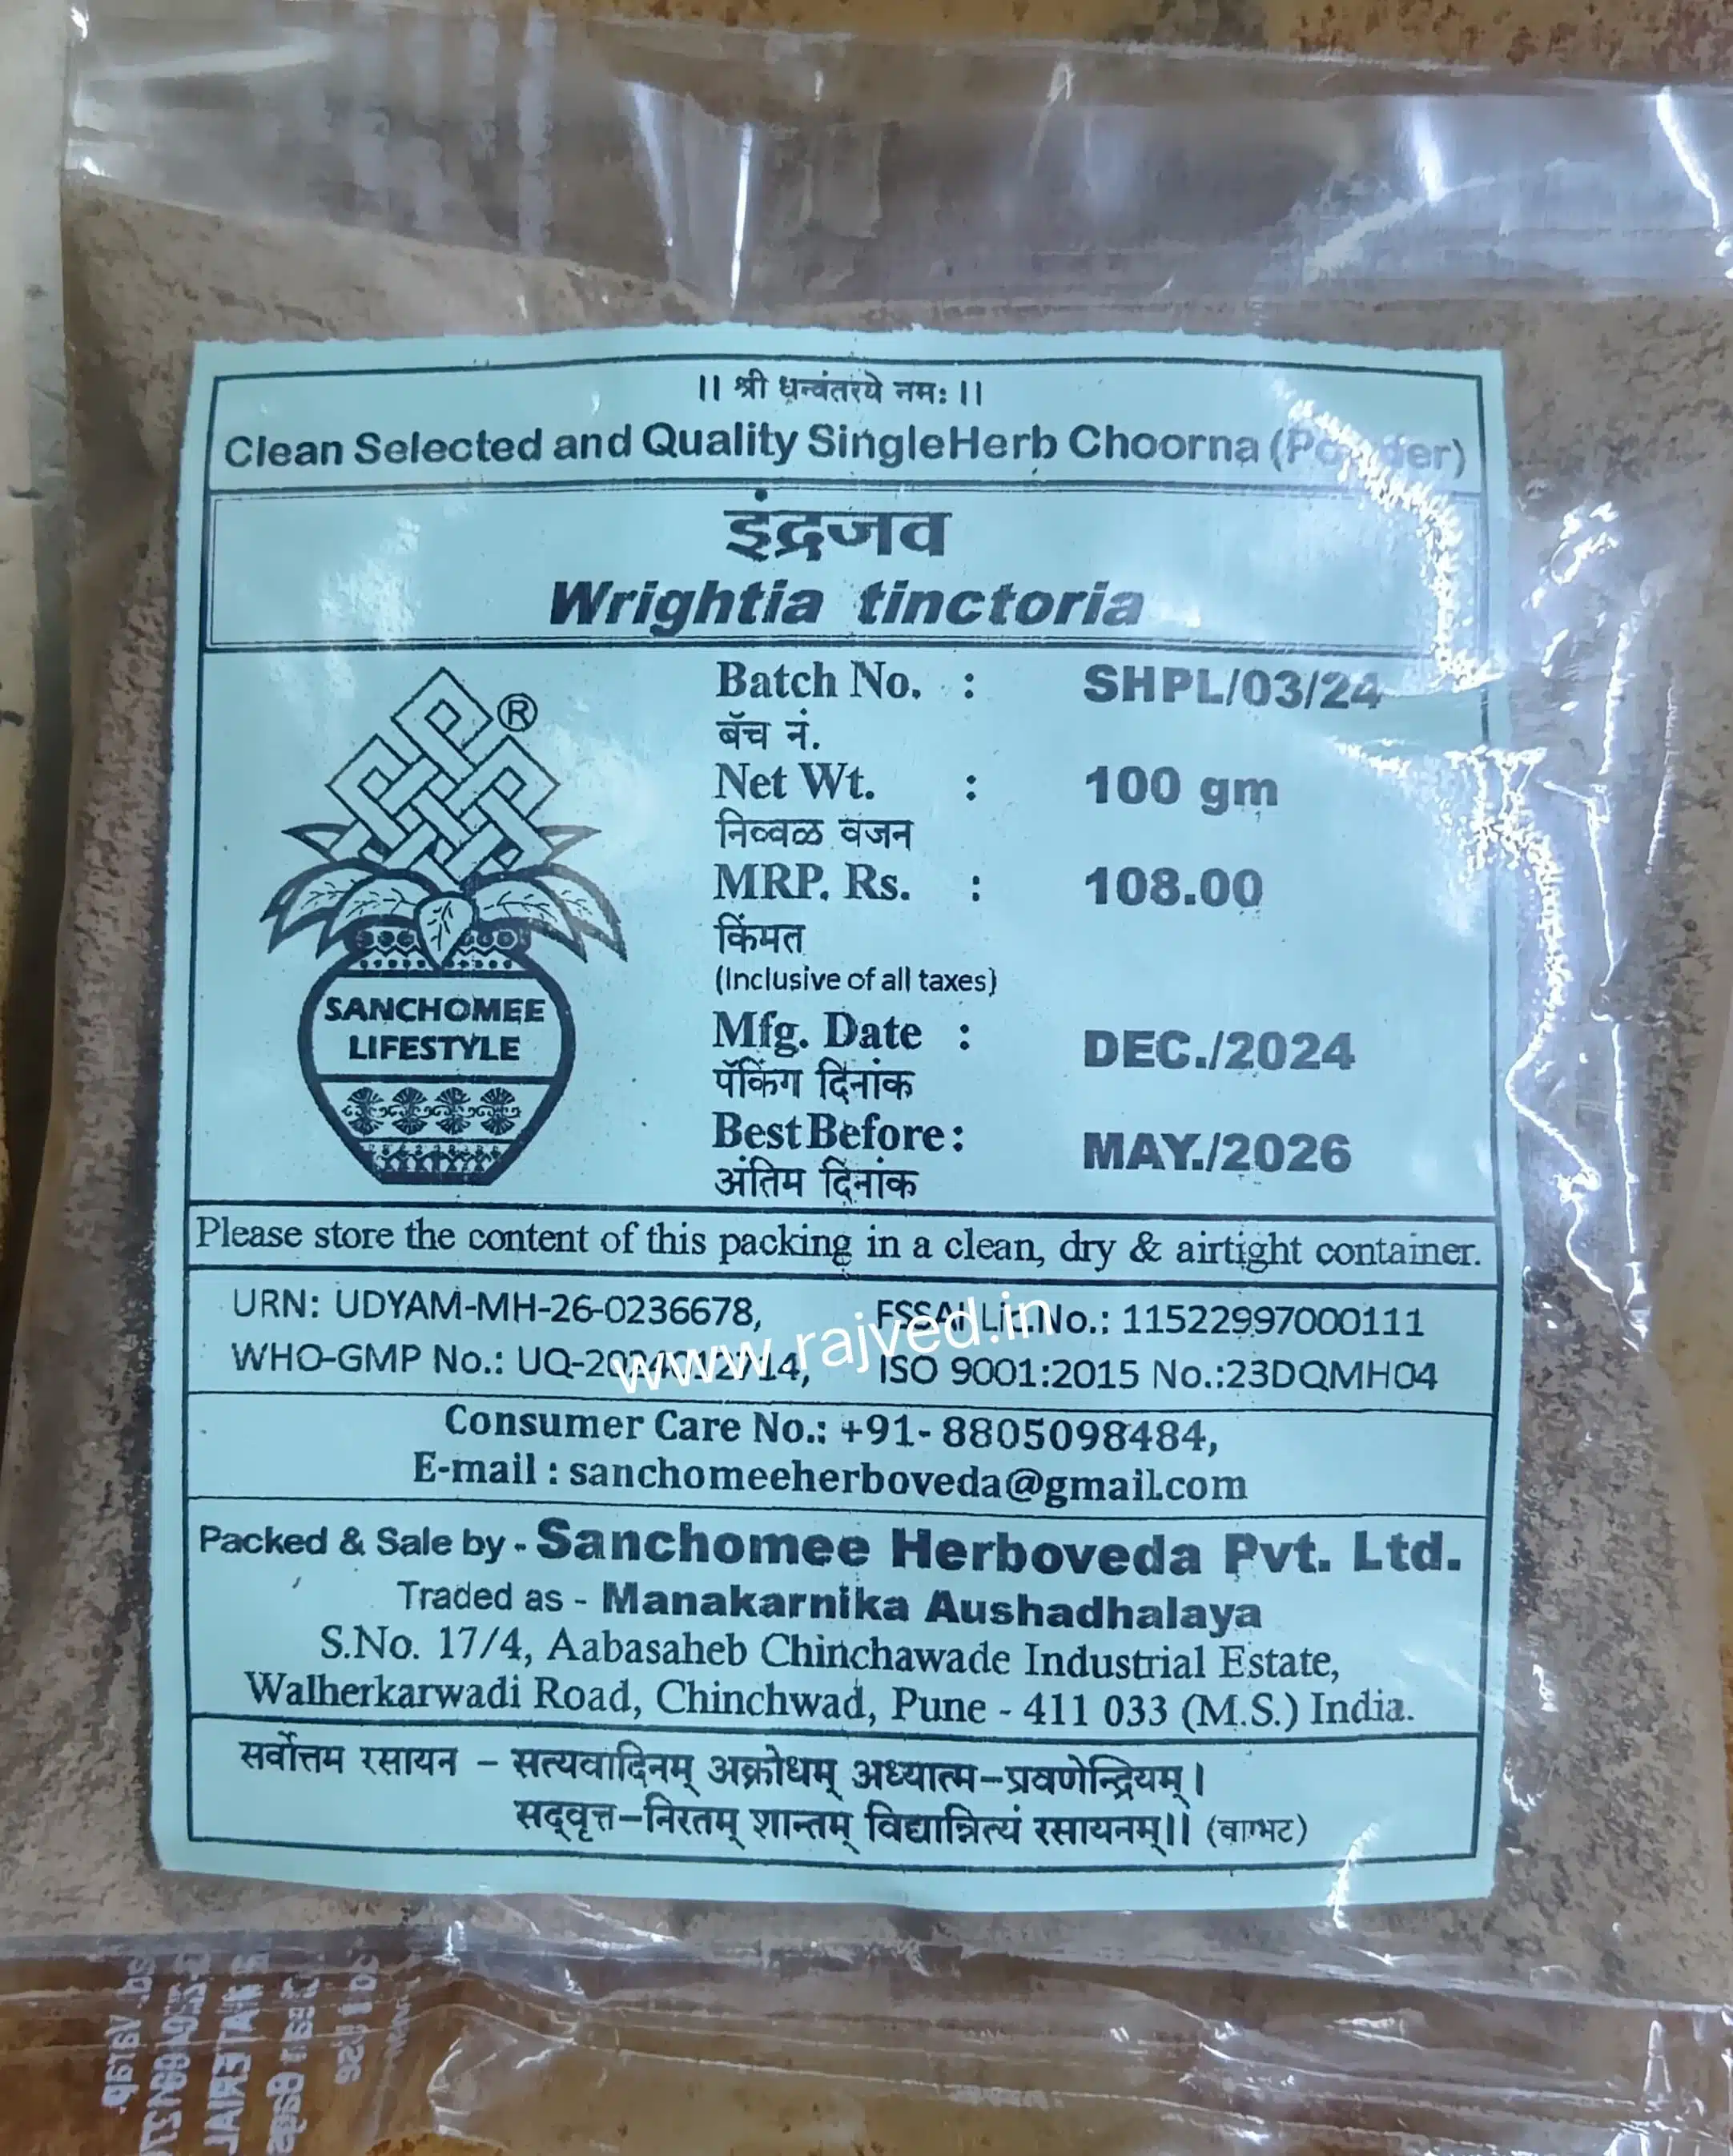 ।। श्री धन्वंतरये नमः ।।
Clean Selected and Quality SingleHerb Choorna (Powder)
इंद्रजव
Wrightia tinctoria
®
SANCHOMEE
LIFESTYLE
Batch No. : SHPL/03/24
बॅच नं.
Net Wt. : 100 gm
निव्वळ वजन
MRP. Rs. : 108.00
किंमत
(Inclusive of all taxes)
Mfg. Date : DEC./2024
पॅकिंग दिनांक
Best Before : MAY./2026
अंतिम दिनांक
Please store the content of this packing in a clean, dry & airtight container.
URN: UDYAM-MH-26-0236678, FSSAI Lic.No.: 11522997000111
WHO-GMP No.: UQ-2024012714, ISO 9001:2015 No.:23DQMH04
www.rajved.in
Consumer Care No.: +91- 8805098484,
E-mail : sanchomeeherboveda@gmail.com
Packed & Sale by - Sanchomee Herboveda Pvt. Ltd.
Traded as - Manakarnika Aushadhalaya
S.No. 17/4, Aabasaheb Chinchawade Industrial Estate,
Walherkarwadi Road, Chinchwad, Pune - 411 033 (M.S.) India.
सर्वोत्तम रसायन – सत्यवादिनम् अक्रोधम् अध्यात्म–प्रवणेन्द्रियम् ।
सद्वृत्त–निरतम् शान्तम् विद्यान्नित्यं रसायनम्।। (वाग्भट)